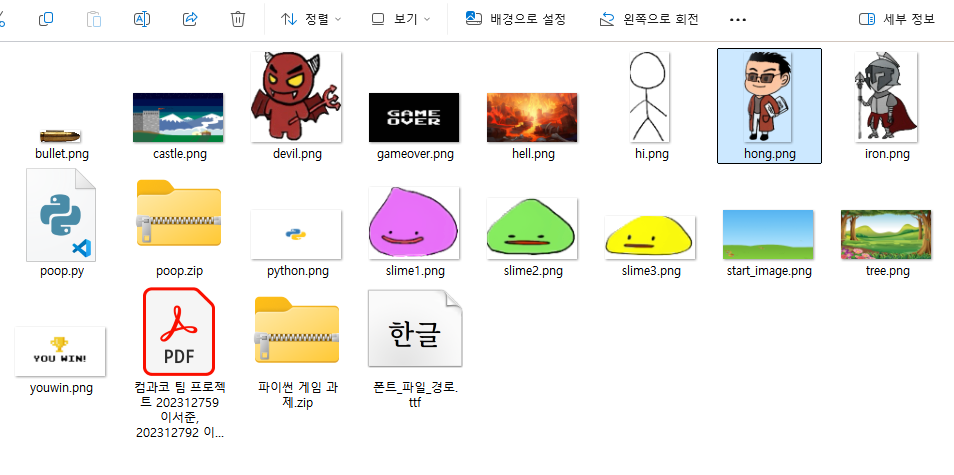 정렬
보기
배경으로 설정
왼쪽으로 회전
세부 정보
GAME
OVER
bullet.png
castle.png
devil.png
gameover.png
hell.png
hi.png
hong.png
iron.png
poop.py
poop.zip
python.png
slime1.png
slime2.png
slime3.png
start_image.png
tree.png
YOU WIN!
PDF
한글
youwin.png
컴과코 팀 프로젝
트 202312759
이서준,
202312792 이...
파이썬 게임 과
제.zip
폰트_파일_경로.
ttf